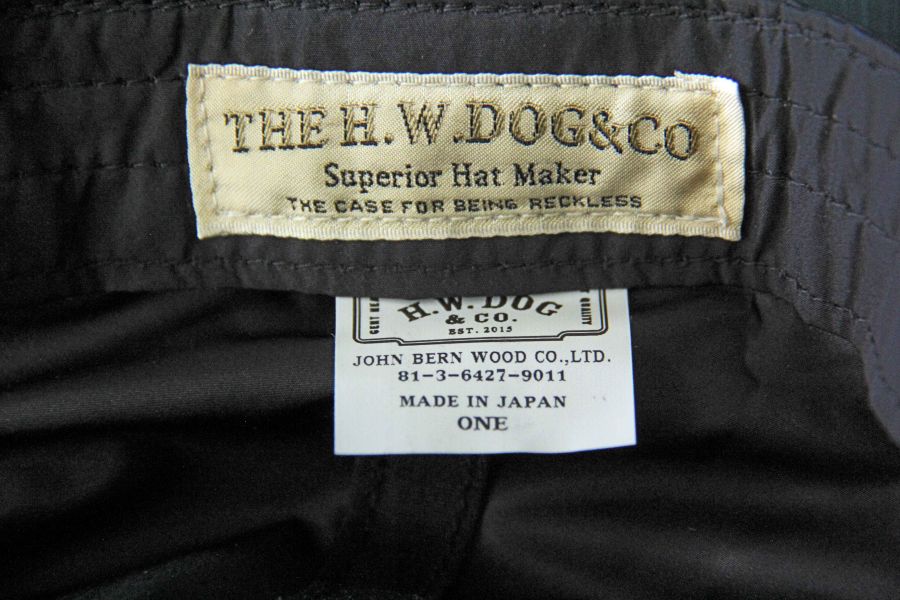 THE H.W.DOG&CO
Superior Hat Maker
THE CASE FOR BEING RECKLESS
H.W. DOG
& CO.
EST. 2015
QUALITY
JOHN BERN WOOD CO.,LTD.
81-3-6427-9011
MADE IN JAPAN
ONE